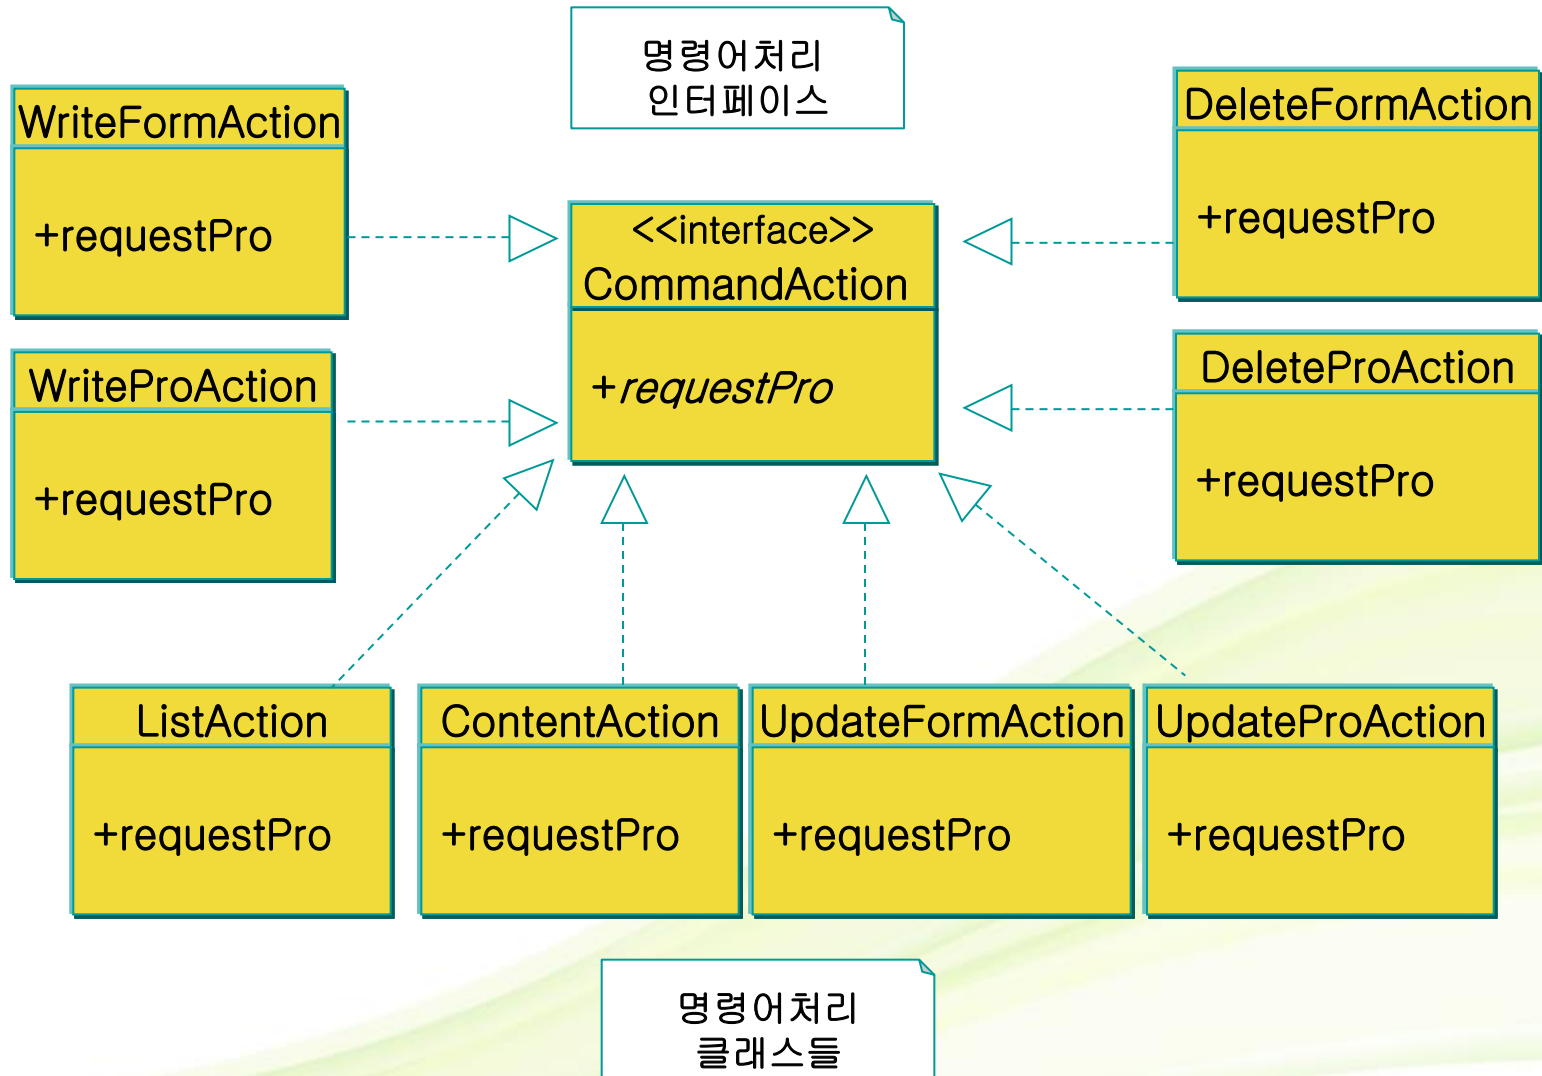 명령어처리
인터페이스
WriteFormAction
+requestPro
<<interface>>
CommandAction
+requestPro
DeleteFormAction
+requestPro
WriteProAction
+requestPro
DeleteProAction
+requestPro
ListAction
+requestPro
ContentAction
+requestPro
UpdateFormAction
+requestPro
UpdateProAction
+requestPro
명령어처리
클래스들